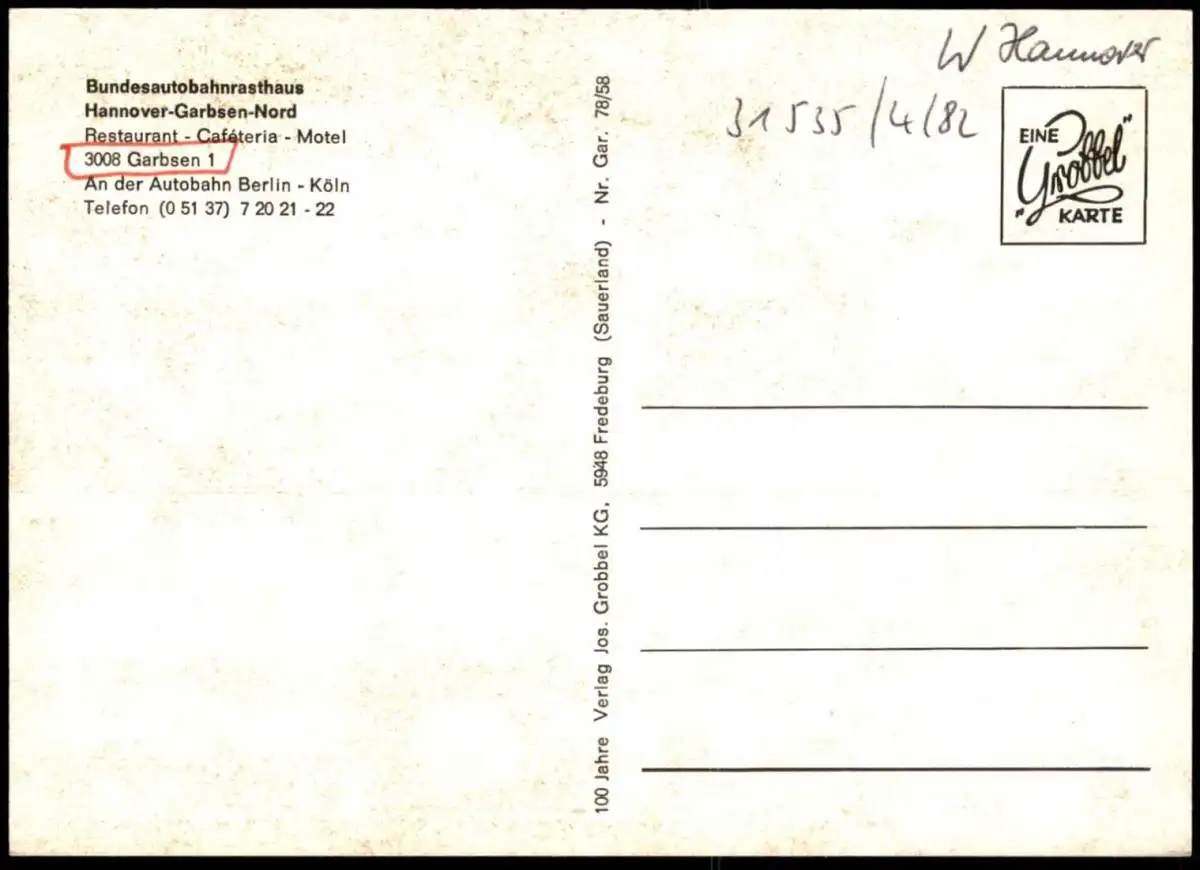 Bundesautobahnrasthaus
Hannover-Garbsen-Nord
Restaurant - Caféteria - Motel
3008 Garbsen 1
An der Autobahn Berlin - Köln
Telefon (0 51 37) 7 20 21 - 22
100 Jahre Verlag Jos. Grobbel KG, 5948 Fredeburg (Sauerland) - Nr. Gar. 78/58
W Hannover
31535/4/82
EINE
"Grobbel"
KARTE